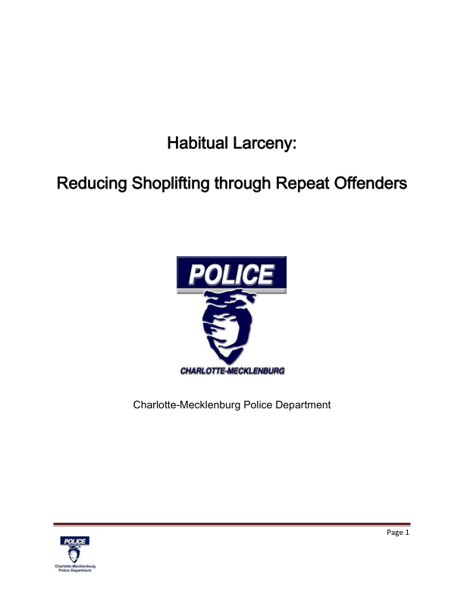 Habitual Larceny:
Reducing Shoplifting through Repeat Offenders
POLICE
CHARLOTTE-MECKLENBURG
Charlotte-Mecklenburg Police Department
Page 1
POLICE
Charlotte-Mecklenburg
Police Department